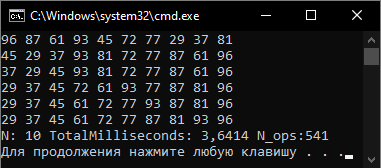 C:\Windows\system32\cmd.exe
96 87 61 93 45 72 77 29 37 81
45 29 37 93 81 72 77 87 61 96
37 29 45 93 81 72 77 87 61 96
29 37 45 72 61 93 77 87 81 96
29 37 45 61 72 77 93 87 81 96
29 37 45 61 72 77 87 81 93 96
N: 10 TotalMilliseconds: 3,6414 N_ops:541
Для продолжения нажмите любую клавишу . . .